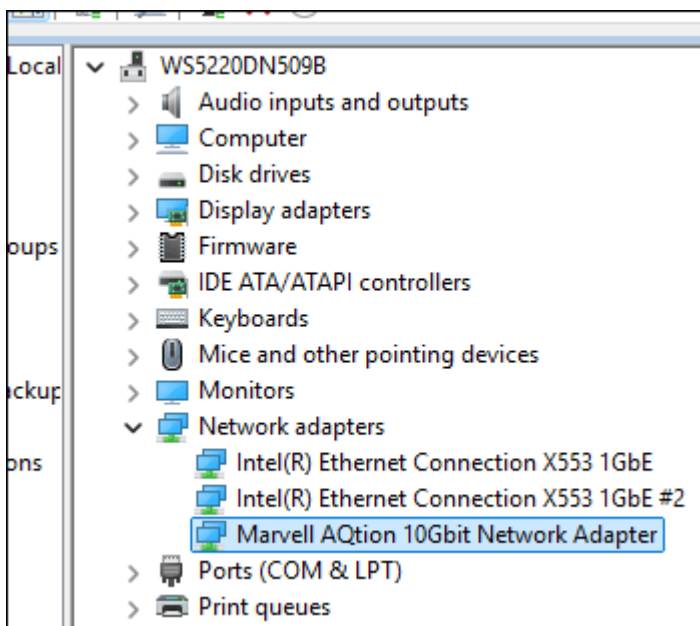 Local
WS5220DN509B
Audio inputs and outputs
Computer
Disk drives
Display adapters
oups
Firmware
IDE ATA/ATAPI controllers
Keyboards
Mice and other pointing devices
ackup
Monitors
Network adapters
ons
Intel(R) Ethernet Connection X553 1GbE
Intel(R) Ethernet Connection X553 1GbE #2
Marvell AQtion 10Gbit Network Adapter
Ports (COM & LPT)
Print queues